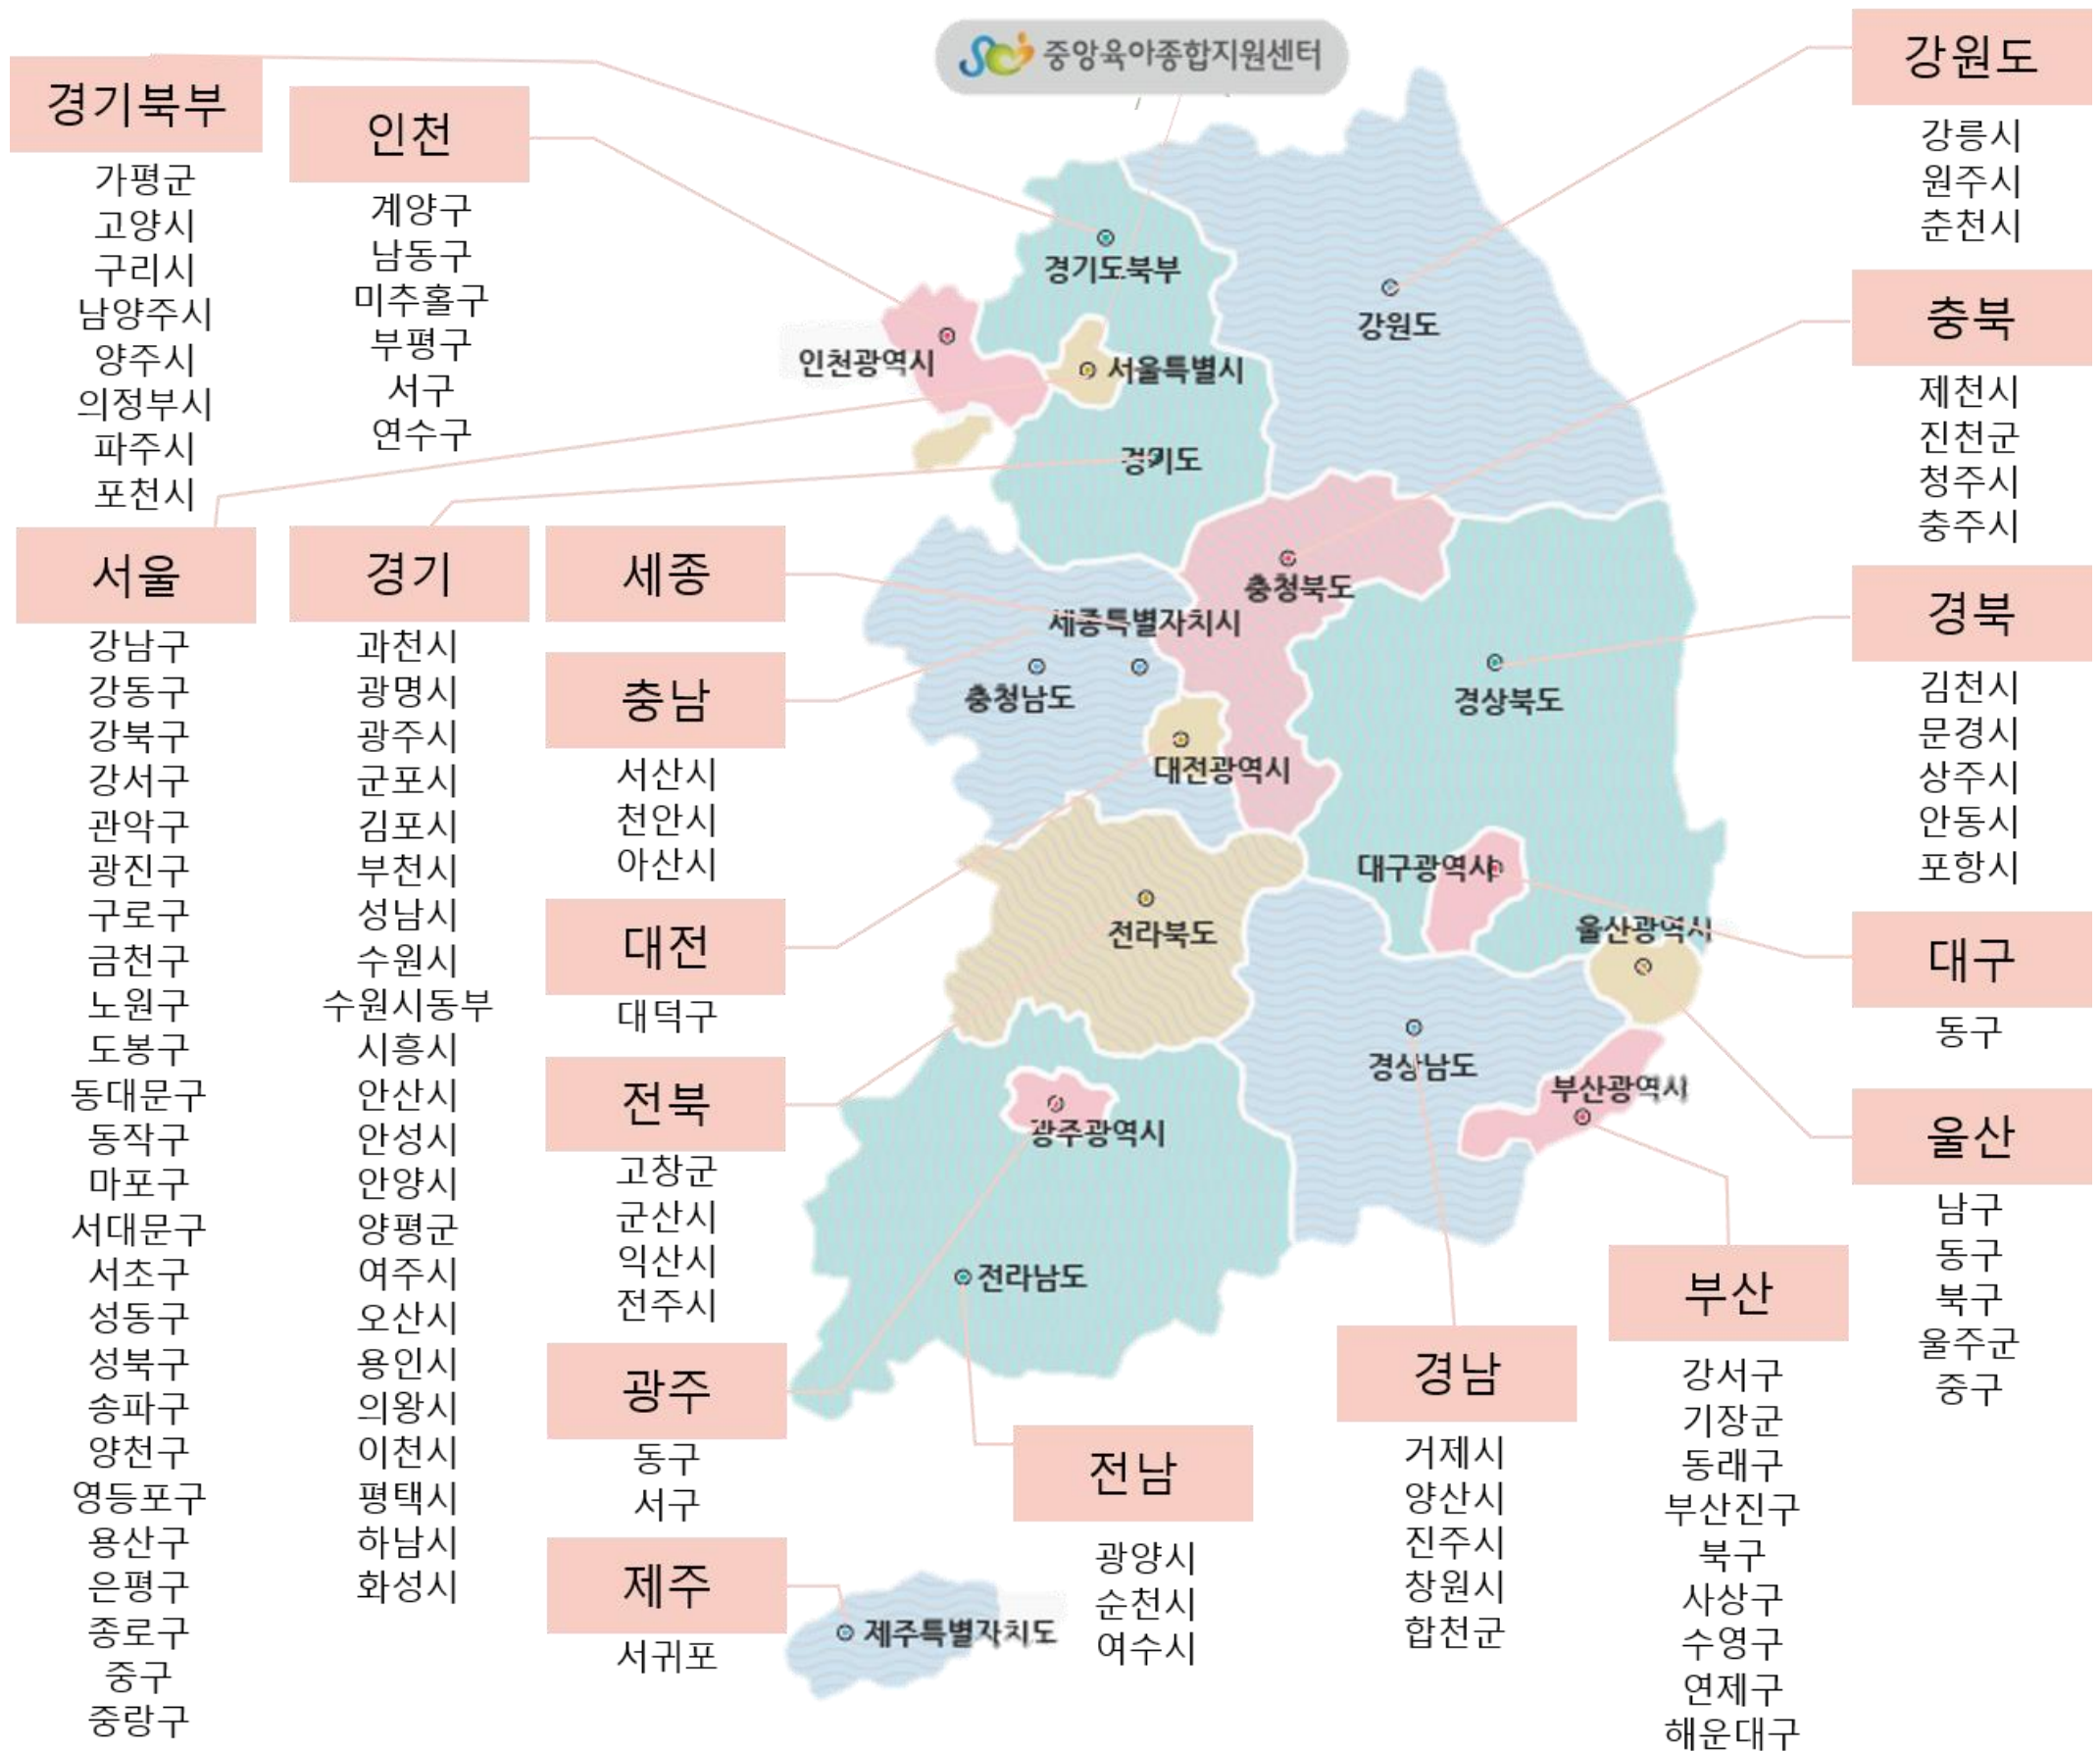 중앙육아종합지원센터
경기북부
가평군
고양시
구리시
남양주시
양주시
의정부시
파주시
포천시
인천
계양구
남동구
미추홀구
부평구
서구
연수구
서울
강남구
강동구
강북구
강서구
관악구
광진구
구로구
금천구
노원구
도봉구
동대문구
동작구
마포구
서대문구
서초구
성동구
성북구
송파구
양천구
영등포구
용산구
은평구
종로구
중구
중랑구
경기
과천시
광명시
광주시
군포시
김포시
부천시
성남시
수원시
수원시동부
시흥시
안산시
안성시
안양시
양평군
여주시
오산시
용인시
의왕시
이천시
평택시
하남시
화성시
세종
충남
서산시
천안시
아산시
대전
대덕구
전북
고창군
군산시
익산시
전주시
광주
동구
서구
제주
서귀포
경기도북부
강원도
인천광역시
서울특별시
경기도
충청북도
세종특별자치시
충청남도
경상북도
대전광역시
대구광역시
전라북도
울산광역시
경상남도
부산광역시
광주광역시
전라남도
제주특별자치도
전남
광양시
순천시
여수시
경남
거제시
양산시
진주시
창원시
합천군
부산
강서구
기장군
동래구
부산진구
북구
사상구
수영구
연제구
해운대구
강원도
강릉시
원주시
춘천시
충북
제천시
진천군
청주시
충주시
경북
김천시
문경시
상주시
안동시
포항시
대구
동구
울산
남구
동구
북구
울주군
중구